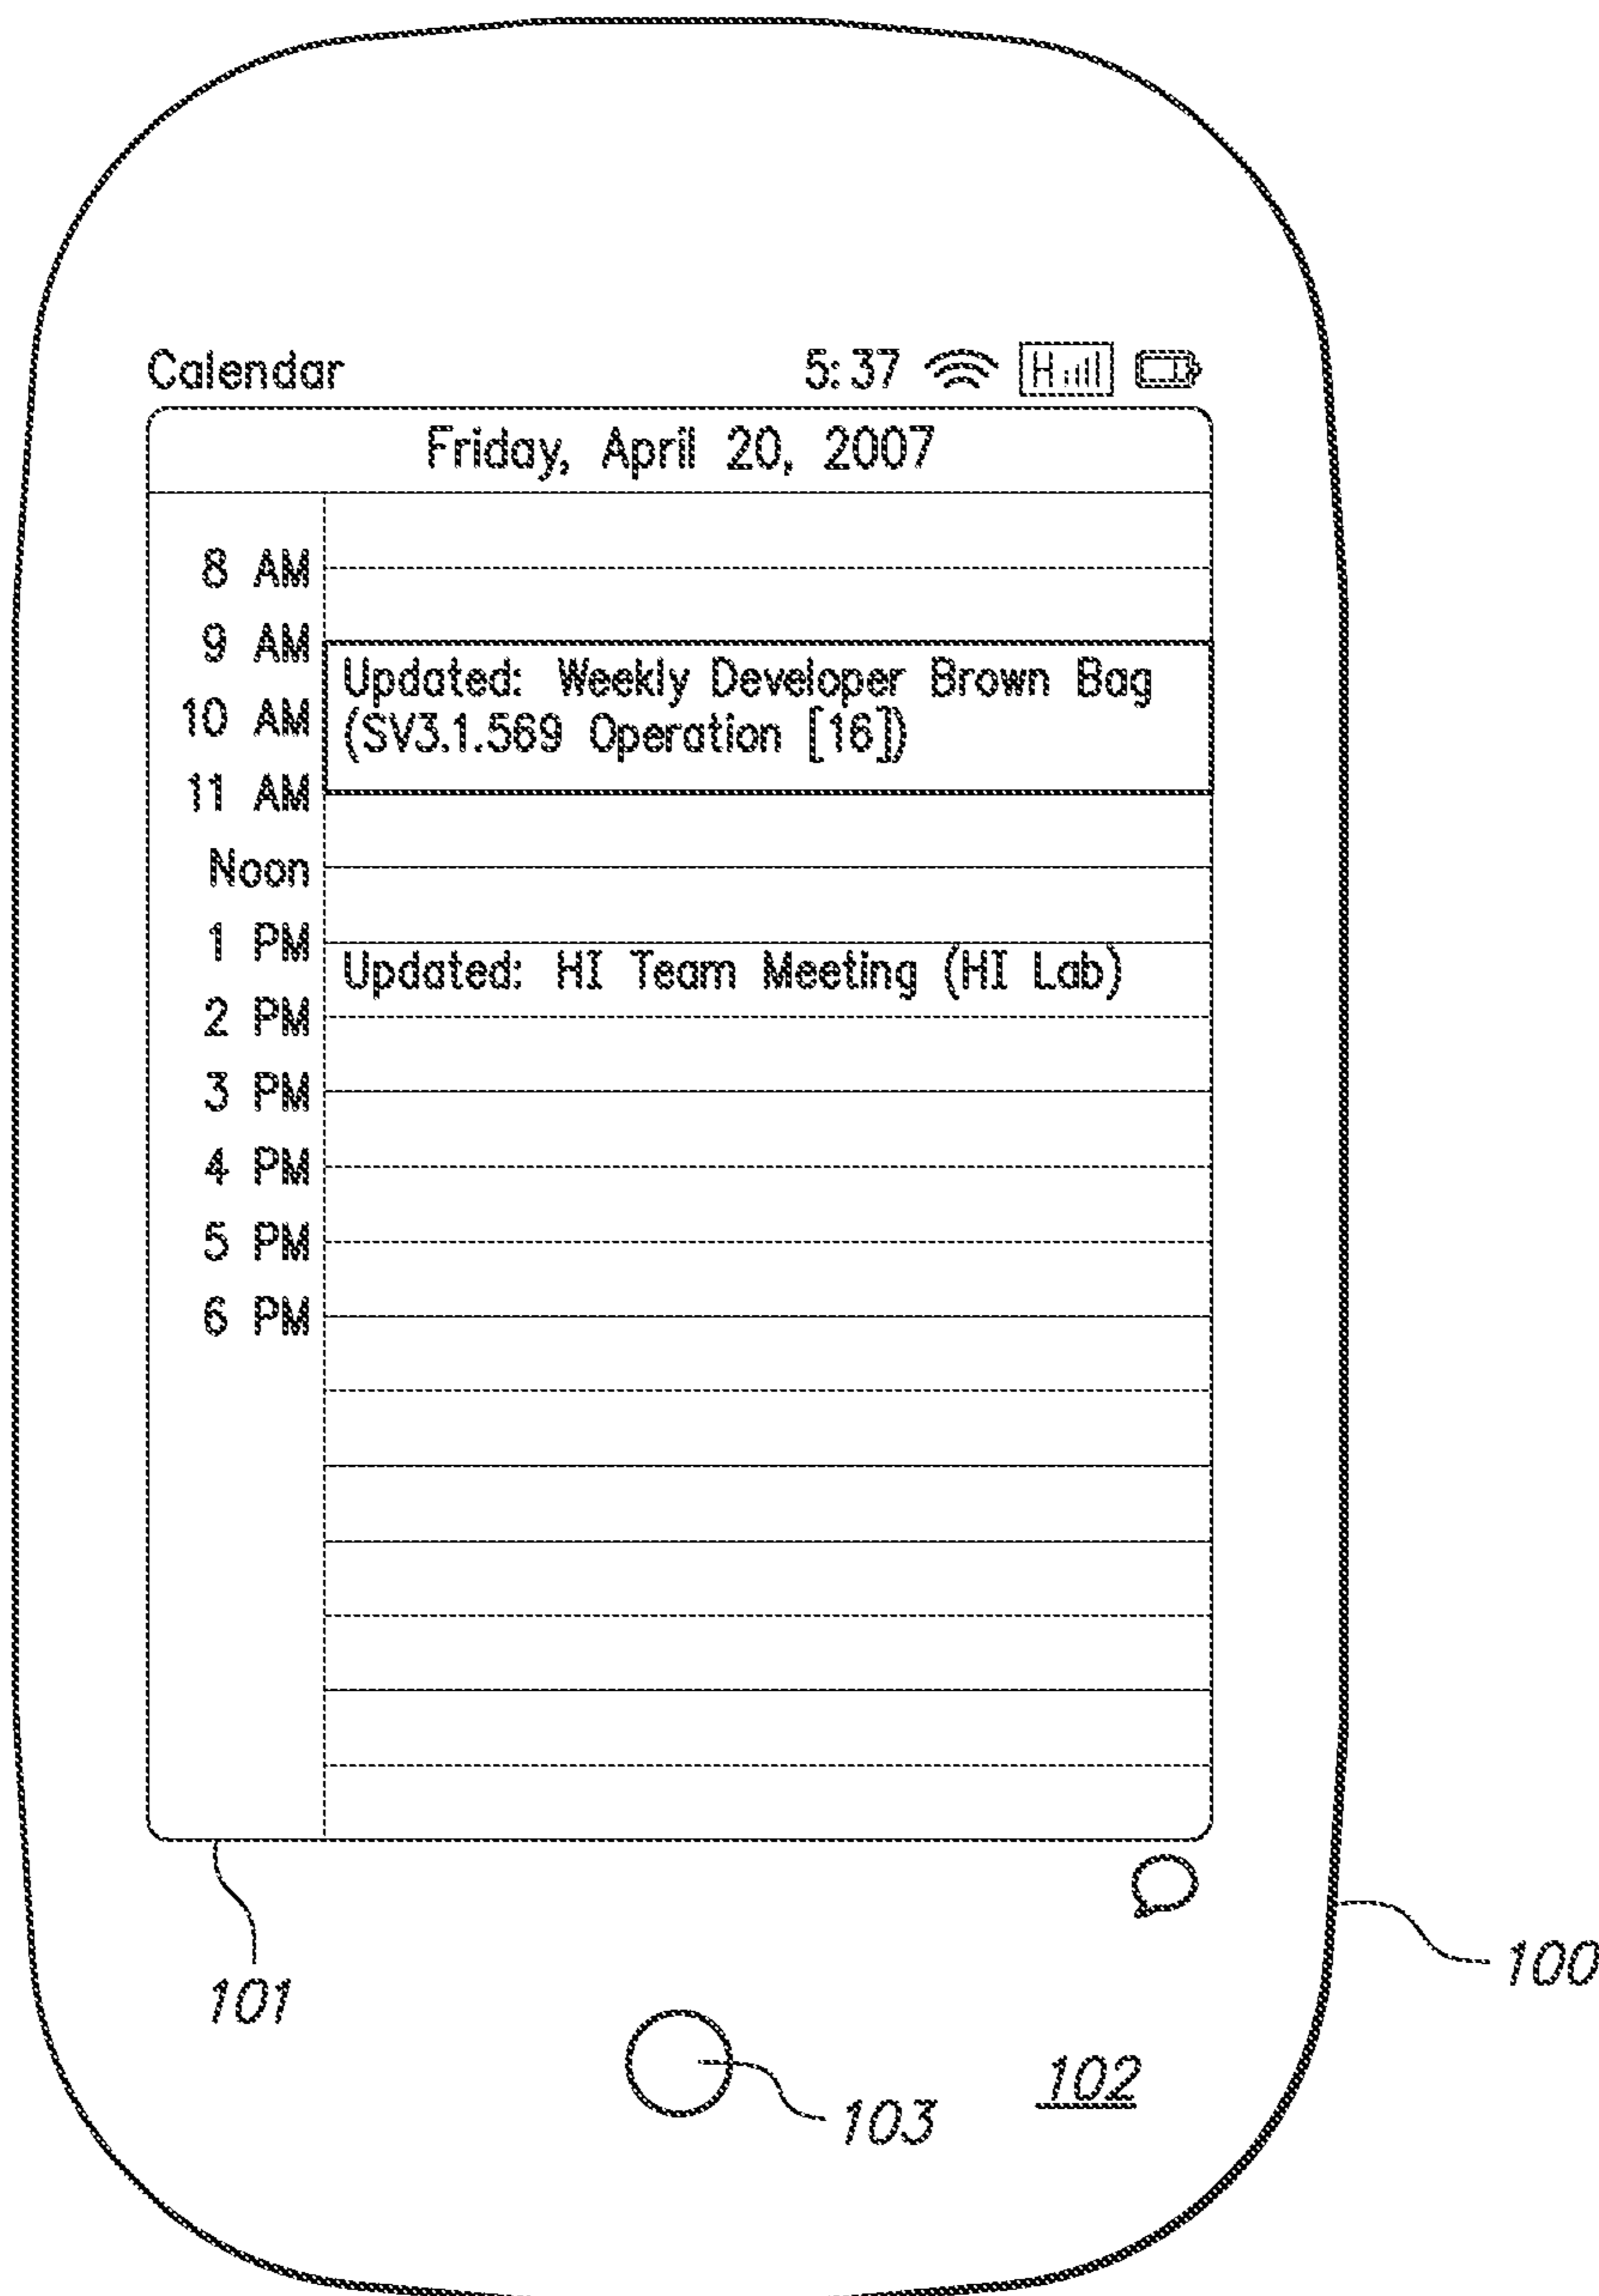 Calendar 5:37 H
Friday, April 20, 2007
8 AM
9 AM
Updated: Weekly Developer Brown Bag
10 AM (SV3.1.569 Operation [16])
11 AM
Noon
1 PM
Updated: HI Team Meeting (HI Lab)
2 PM
3 PM
4 PM
5 PM
6 PM
100
101
102
103